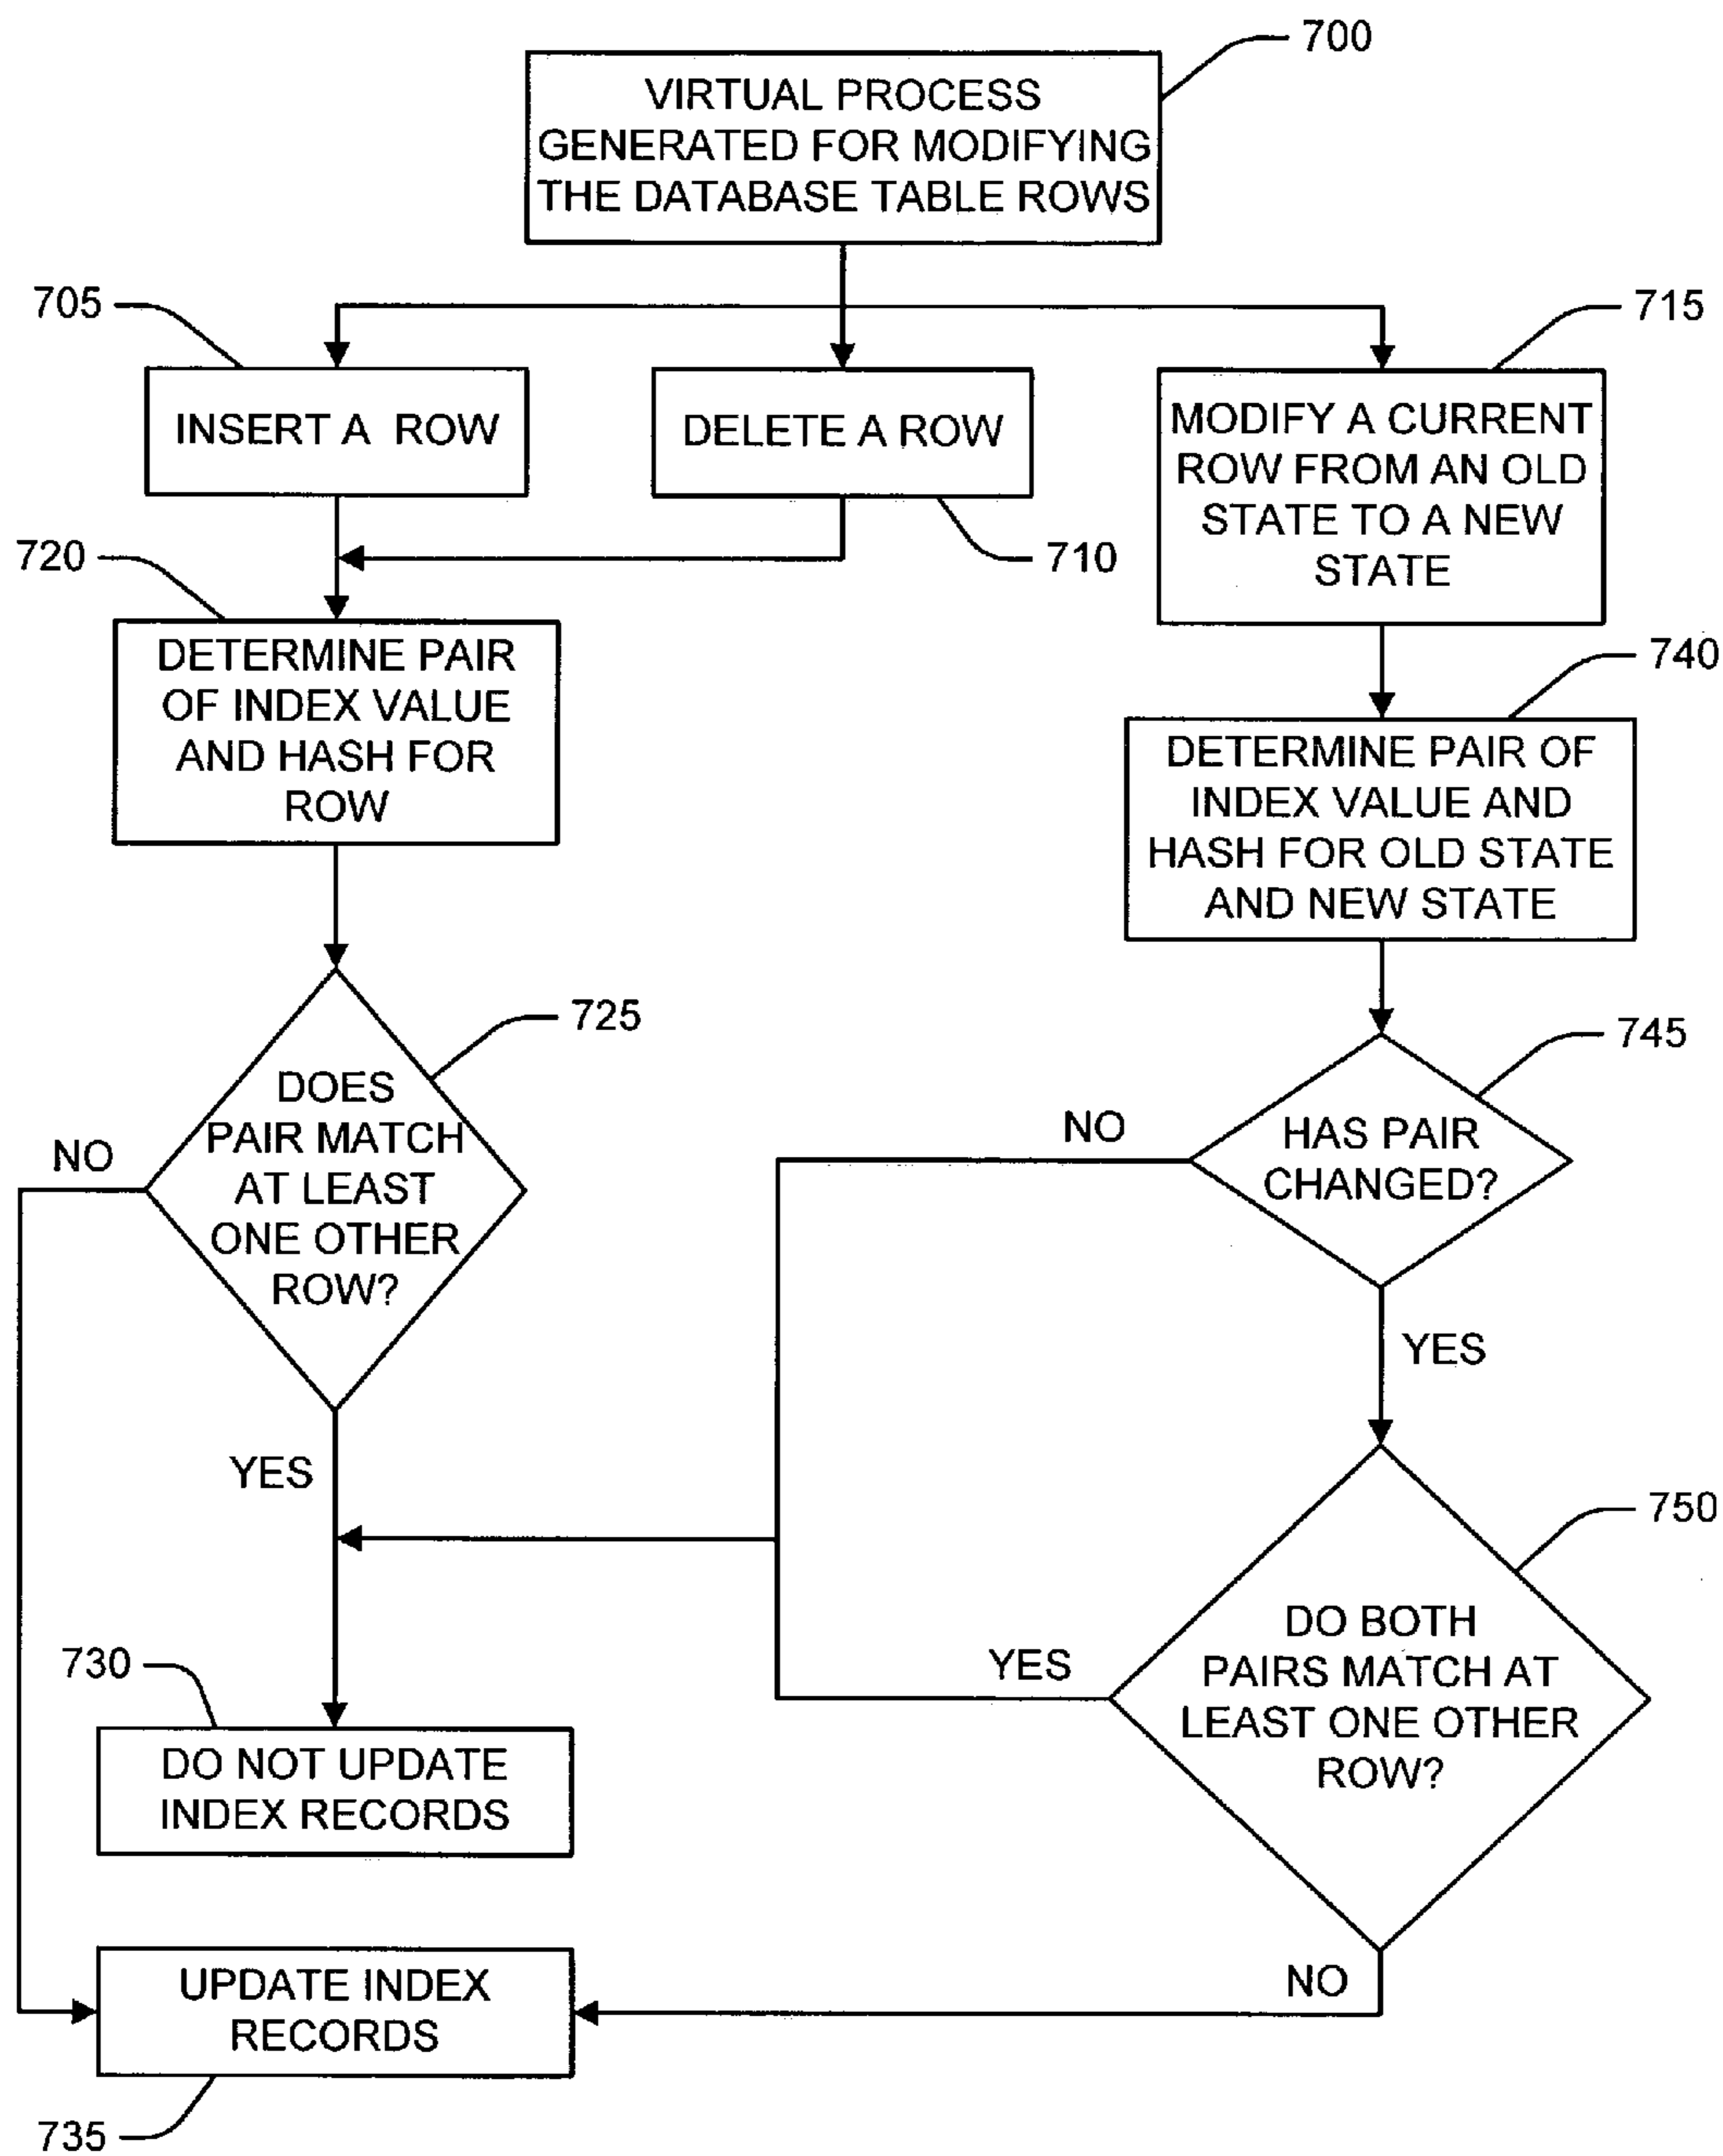 700
VIRTUAL PROCESS
GENERATED FOR MODIFYING
THE DATABASE TABLE ROWS
705
INSERT A ROW
DELETE A ROW
710
715
MODIFY A CURRENT
ROW FROM AN OLD
STATE TO A NEW
STATE
720
DETERMINE PAIR
OF INDEX VALUE
AND HASH FOR
ROW
740
DETERMINE PAIR OF
INDEX VALUE AND
HASH FOR OLD STATE
AND NEW STATE
725
DOES
PAIR MATCH
AT LEAST
ONE OTHER
ROW?
NO
YES
745
HAS PAIR
CHANGED?
NO
YES
750
DO BOTH
PAIRS MATCH AT
LEAST ONE OTHER
ROW?
YES
NO
730
DO NOT UPDATE
INDEX RECORDS
UPDATE INDEX
RECORDS
735